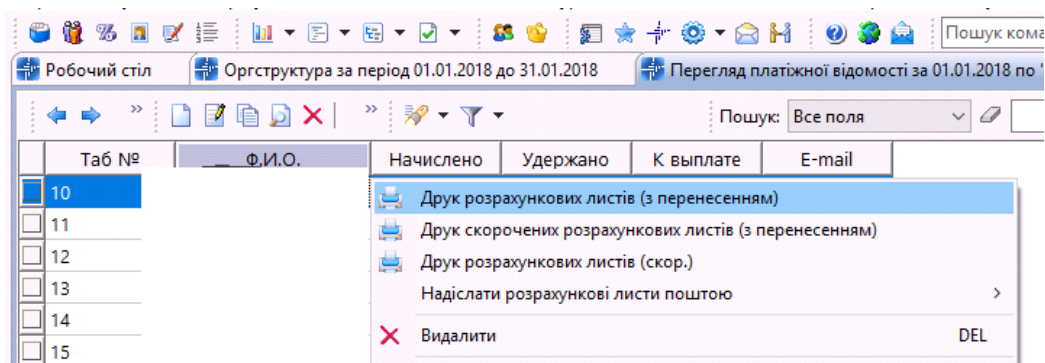 Пошук кома
Робочий стіл Оргструктура за період 01.01.2018 до 31.01.2018 Перегляд платіжної відомості за 01.01.2018 по '
Пошук: Все поля
Таб № Ф.И.О. Начислено Удержано К выплате E-mail
10 Друк розрахункових листів (з перенесенням)
11 Друк скорочених розрахункових листів (з перенесенням)
12 Друк розрахункових листів (скор.)
13 Надіслати розрахункові листи поштою
14 Видалити DEL
15